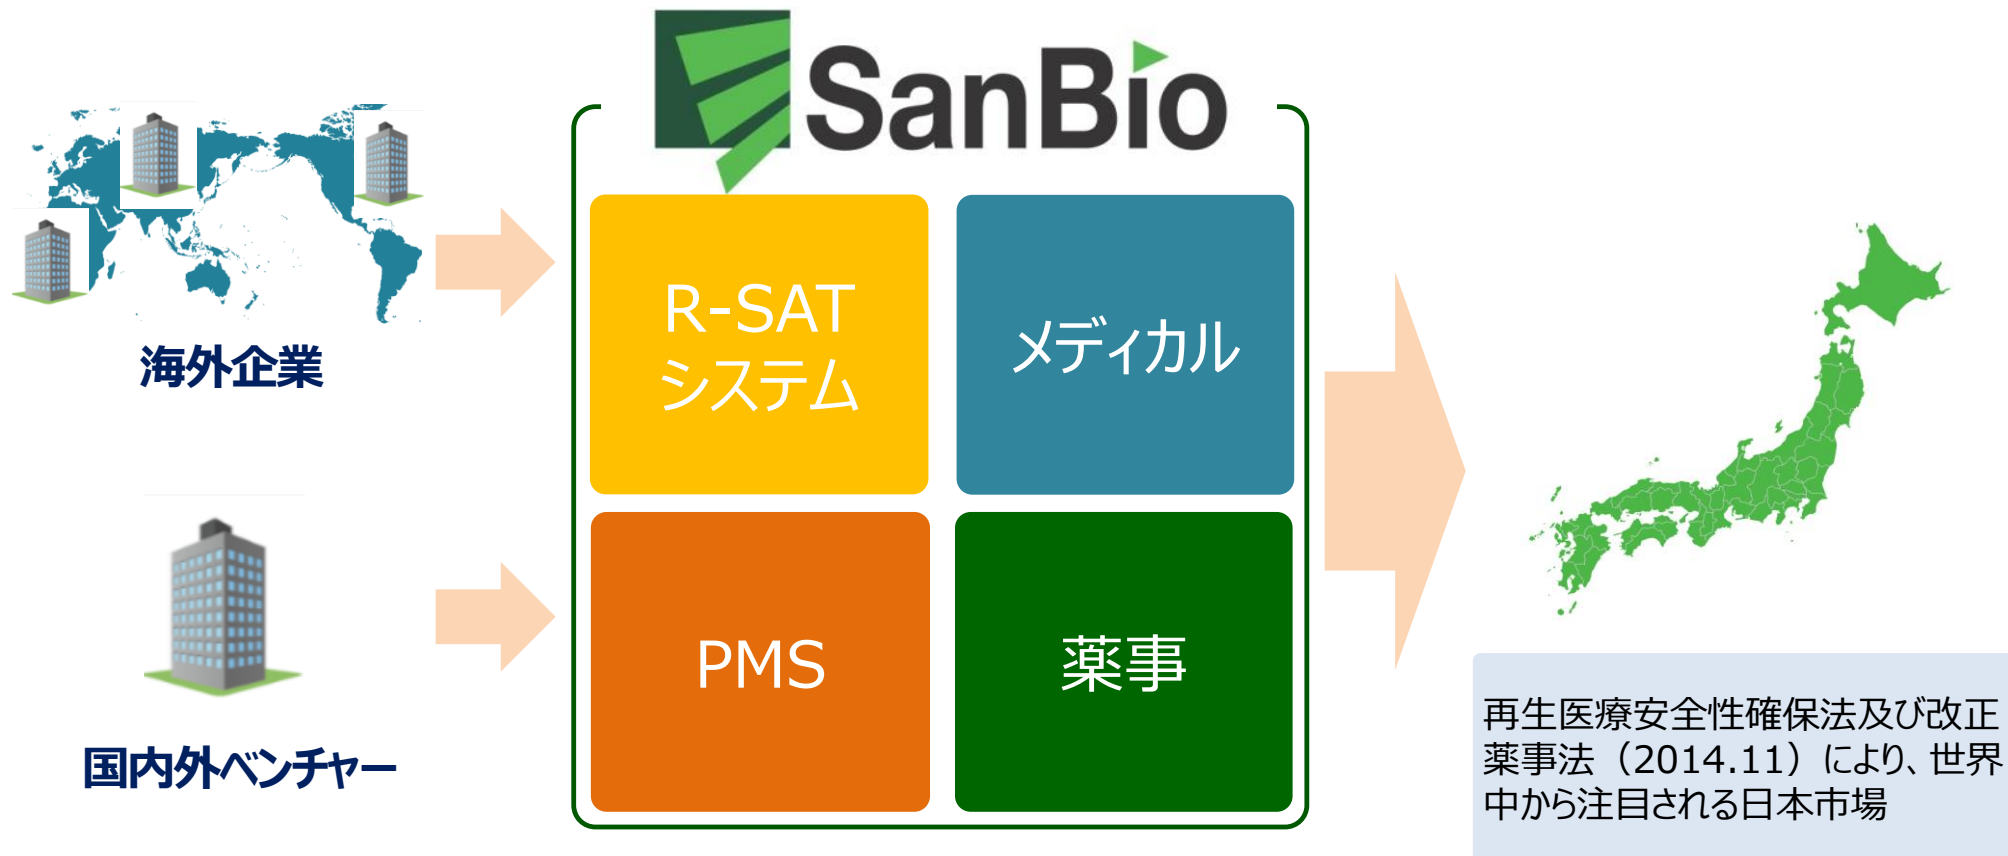 SanBio
海外企業
国内外ベンチャー
R-SAT
システム
メディカル
PMS
薬事
再生医療安全性確保法及び改正
薬事法（2014.11）により、世界
中から注目される日本市場